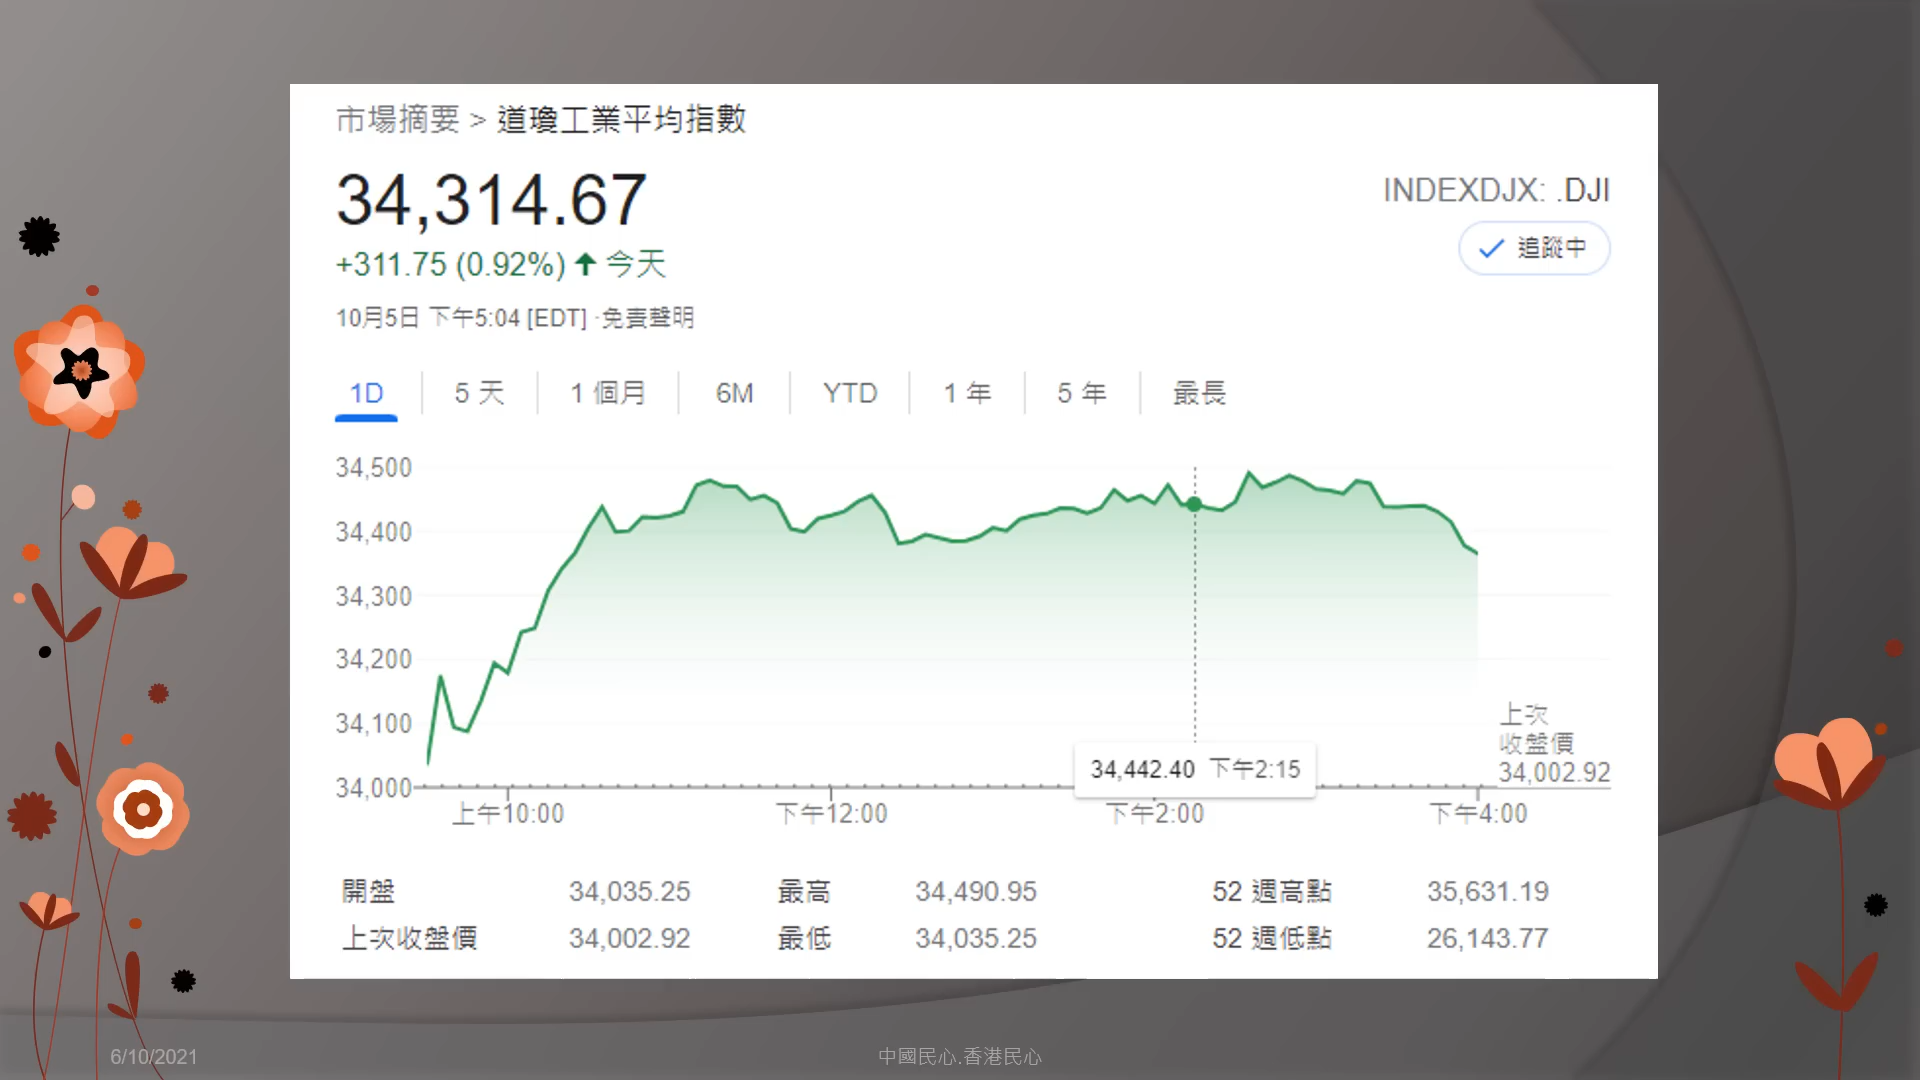 市場摘要 > 道瓊工業平均指數
34,314.67
INDEXDJX: .DJI
+311.75 (0.92%) ↑ 今天
追蹤中
10月5日 下午5:04 [EDT] ·免責聲明
1D 5 天 1 個月 6M YTD 1 年 5 年 最長
34,500
34,400
34,300
34,200
34,100
34,000
上次
收盤價
34,002.92
34,442.40 下午2:15
上午10:00 下午12:00 下午2:00 下午4:00
開盤 34,035.25 最高 34,490.95 52 週高點 35,631.19
上次收盤價 34,002.92 最低 34,035.25 52 週低點 26,143.77
6/10/2021 中國民心.香港民心